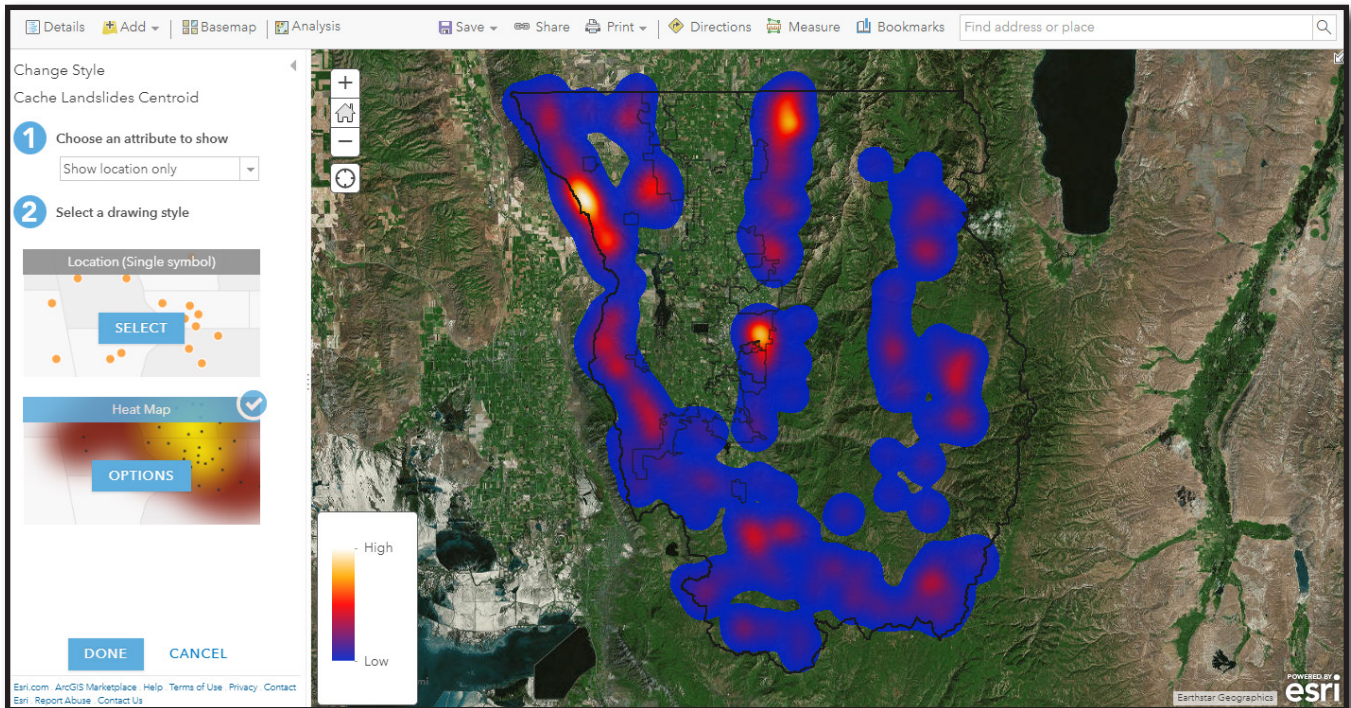 Details Add Basemap Analysis Save Share Print Directions Measure Bookmarks Find address or place
Change Style
Cache Landslides Centroid
1 Choose an attribute to show
Show location only
2 Select a drawing style
Location (Single symbol)
SELECT
Heat Map
OPTIONS
DONE CANCEL
Esri.com . ArcGIS Marketplace . Help . Terms of Use . Privacy . Contact
Esri . Report Abuse . Contact Us
+
−
High
Low
mi
Earthstar Geographics
POWERED BY
esri